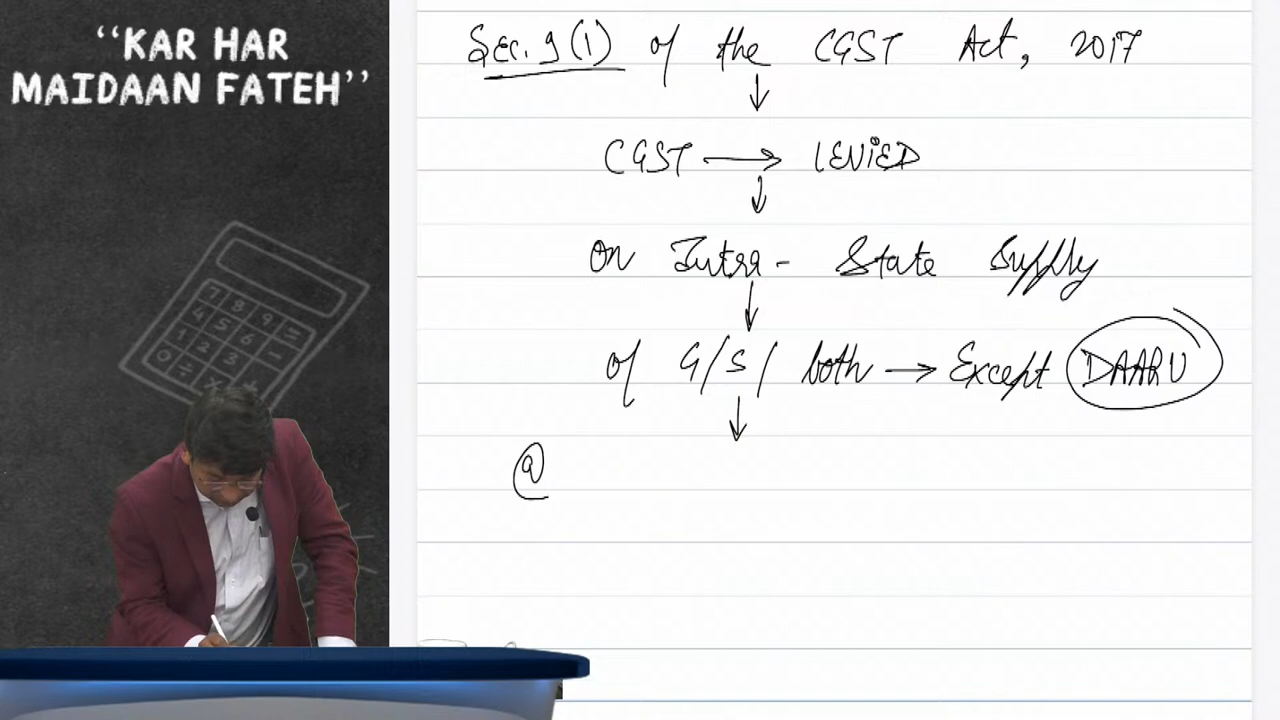 “KAR HAR
MAIDAAN FATEH”
Sec. 9(1) of the CGST Act, 2017
CGST → LEVIED
On Intra - State Supply
of G/S/ both → Except DAARU
@